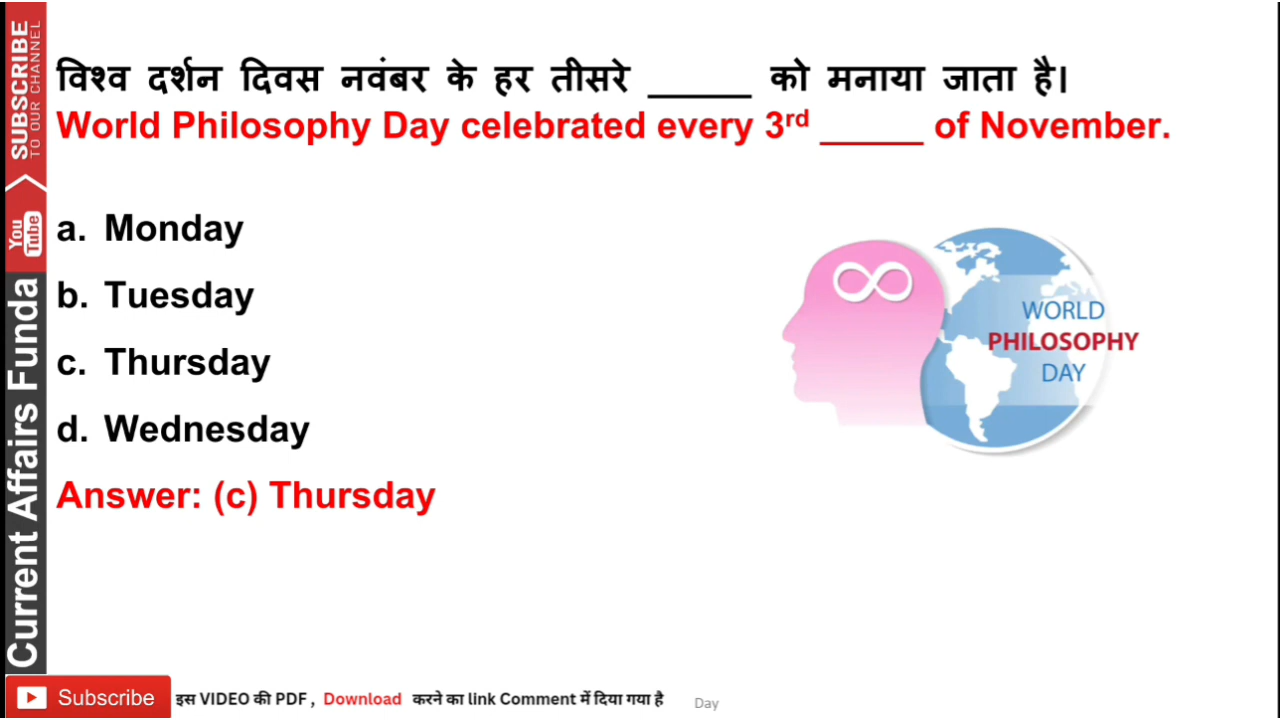 विश्व दर्शन दिवस नवंबर के हर तीसरे _____ को मनाया जाता है।
World Philosophy Day celebrated every 3rd _____ of November.
a. Monday
b. Tuesday
c. Thursday
d. Wednesday
Answer: (c) Thursday
WORLD
PHILOSOPHY
DAY
SUBSCRIBE
TO OUR CHANNEL
You
Tube
Current Affairs Funda
Subscribe
इस VIDEO की PDF , Download करने का link Comment में दिया गया है
Day